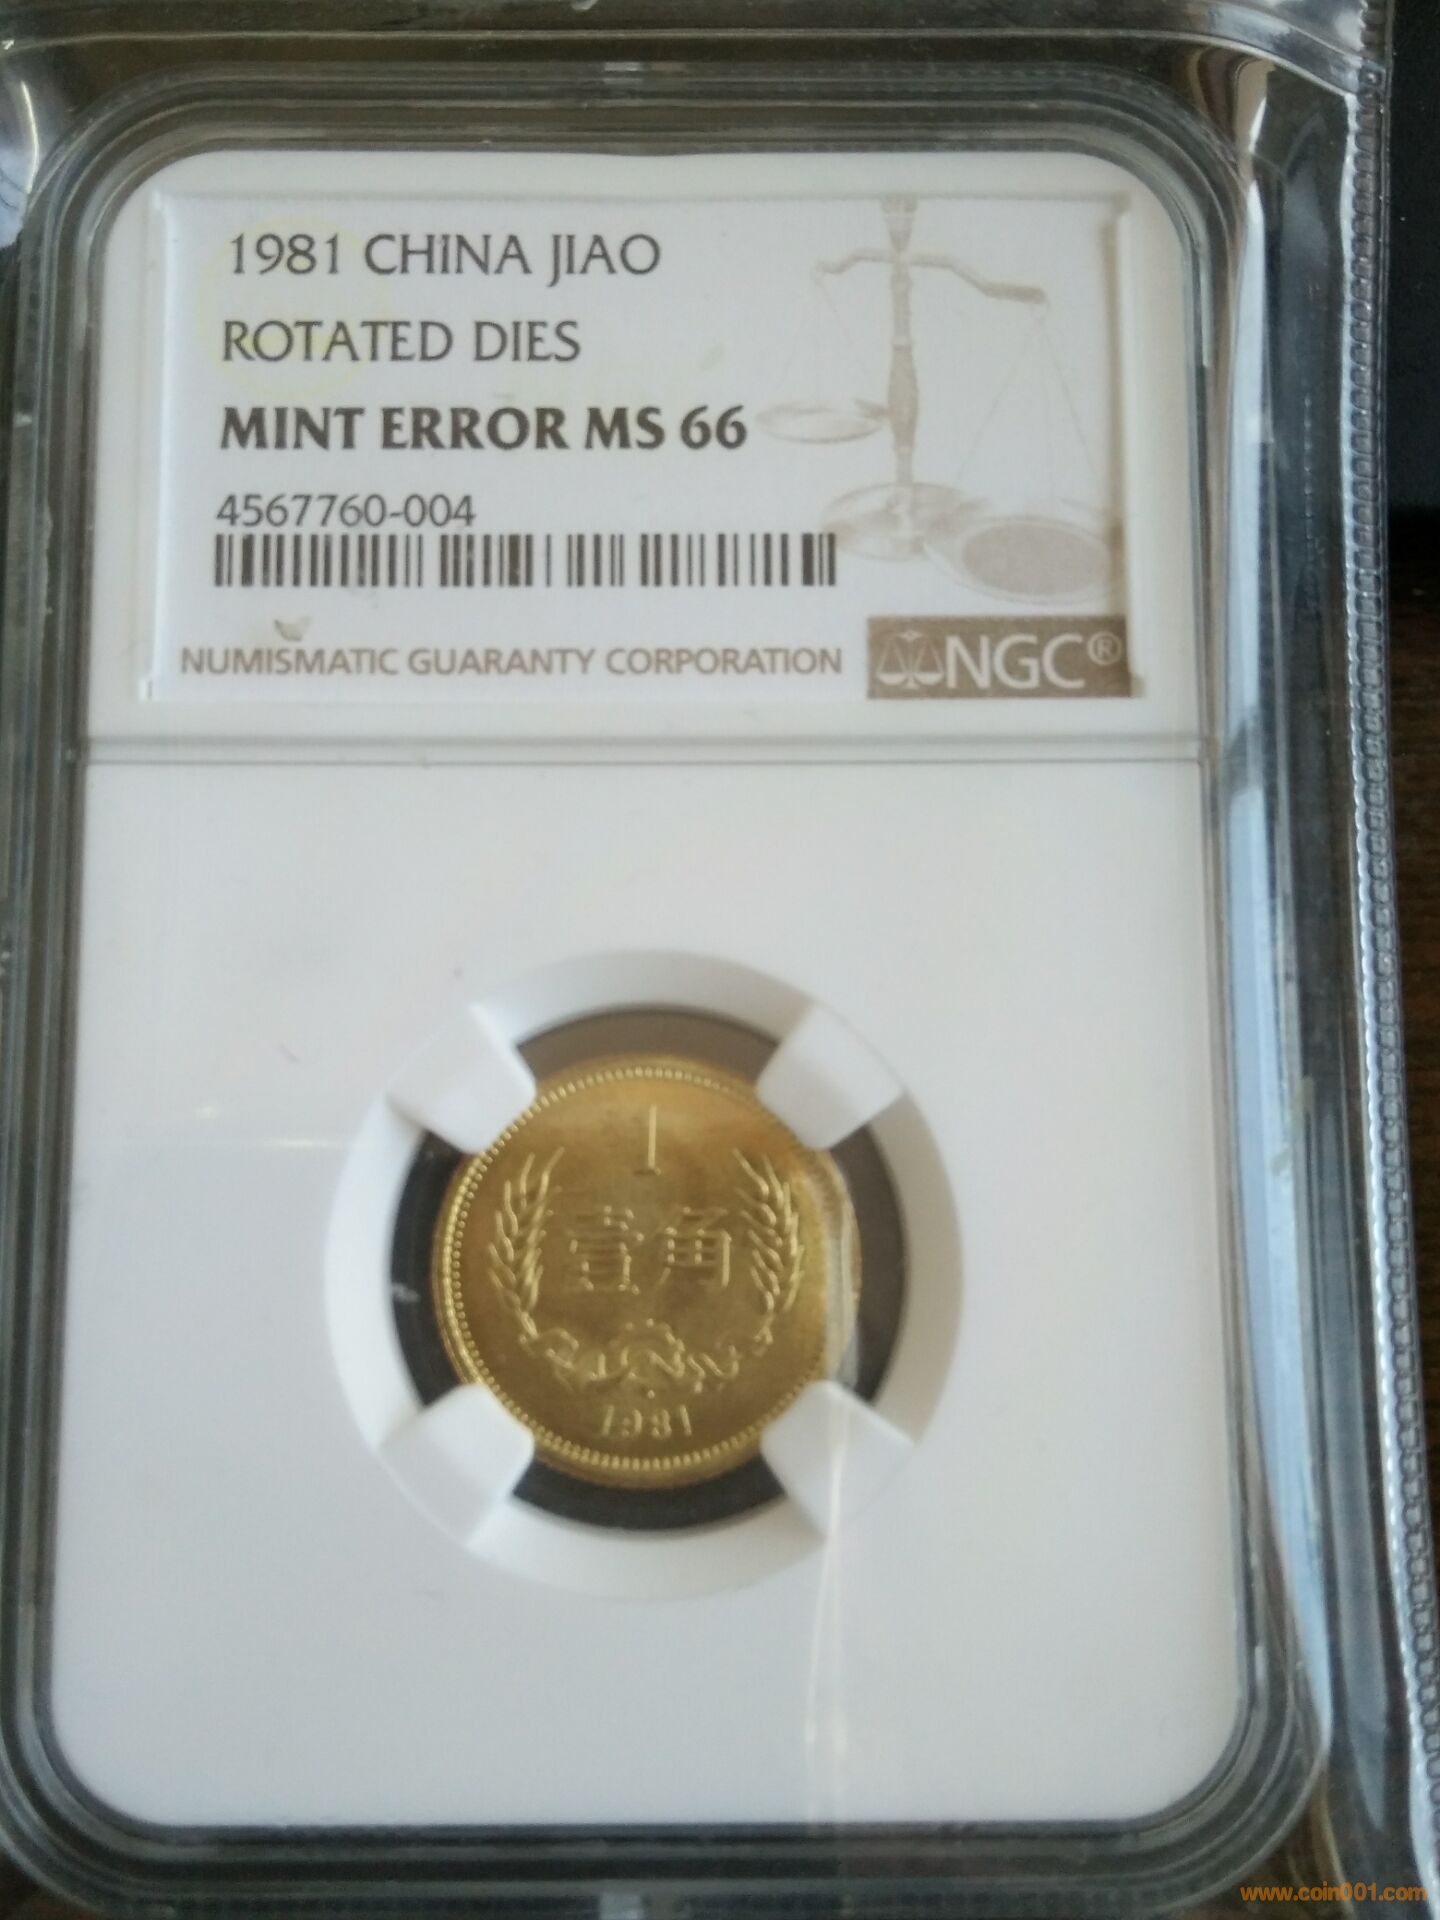 1981 CHINA JIAO
ROTATED DIES
MINT ERROR MS 66
4567760-004
NUMISMATIC GUARANTY CORPORATION
NGC®
1
壹角
1981
www.coin001.com